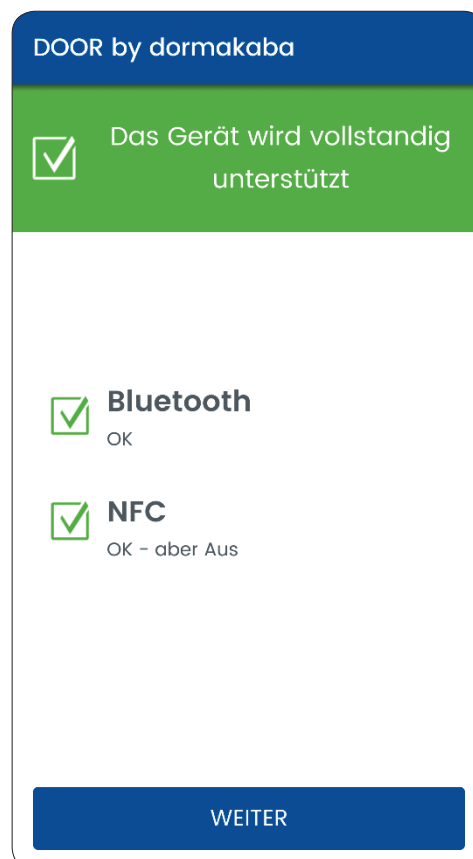 DOOR by dormakaba
Das Gerät wird vollstandig
unterstützt
Bluetooth
OK
NFC
OK - aber Aus
WEITER